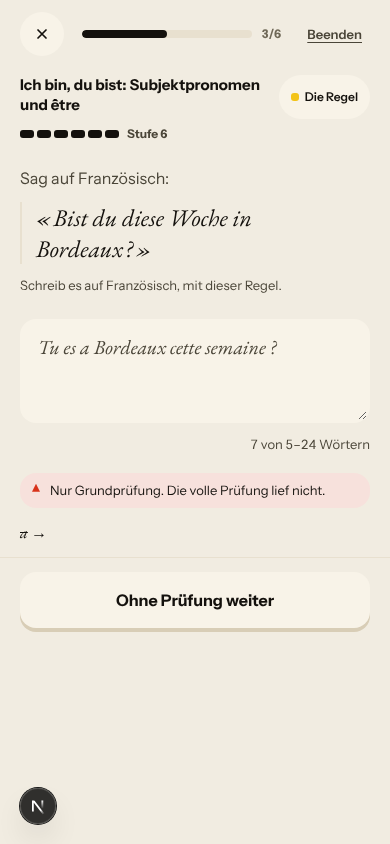 3/6
Beenden
Ich bin, du bist: Subjektpronomen
und être
Die Regel
Stufe 6
Sag auf Französisch:
« Bist du diese Woche in
Bordeaux ? »
Schreib es auf Französisch, mit dieser Regel.
Tu es a Bordeaux cette semaine ?
7 von 5–24 Wörtern
Nur Grundprüfung. Die volle Prüfung lief nicht.
Ohne Prüfung weiter
N